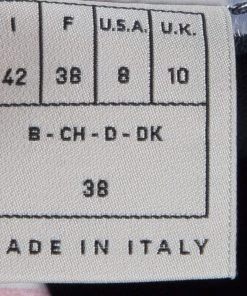 I F U.S.A. U.K.
42 38 8 10
B - CH - D - DK
38
ADE IN ITALY